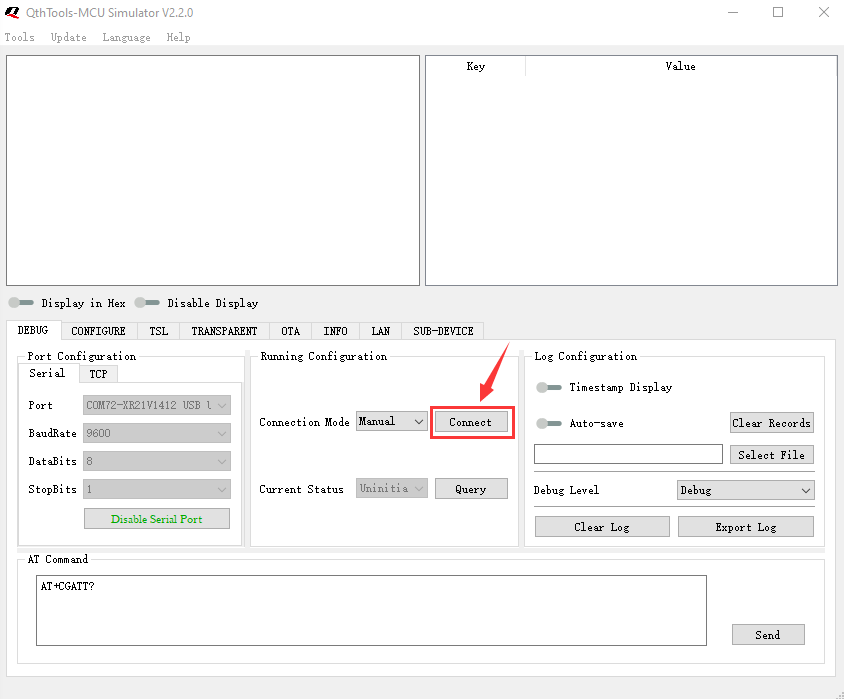 QthTools-MCU Simulator V2.2.0
Tools Update Language Help
Key Value
Display in Hex Disable Display
DEBUG CONFIGURE TSL TRANSPARENT OTA INFO LAN SUB-DEVICE
Port Configuration
Serial TCP
Port COM72-XR21V1412 USB U
BaudRate 9600
DataBits 8
StopBits 1
Disable Serial Port
Running Configuration
Connection Mode Manual Connect
Current Status Uninitia Query
Log Configuration
Timestamp Display
Auto-save Clear Records
Select File
Debug Level Debug
Clear Log Export Log
AT Command
AT+CGATT?
Send